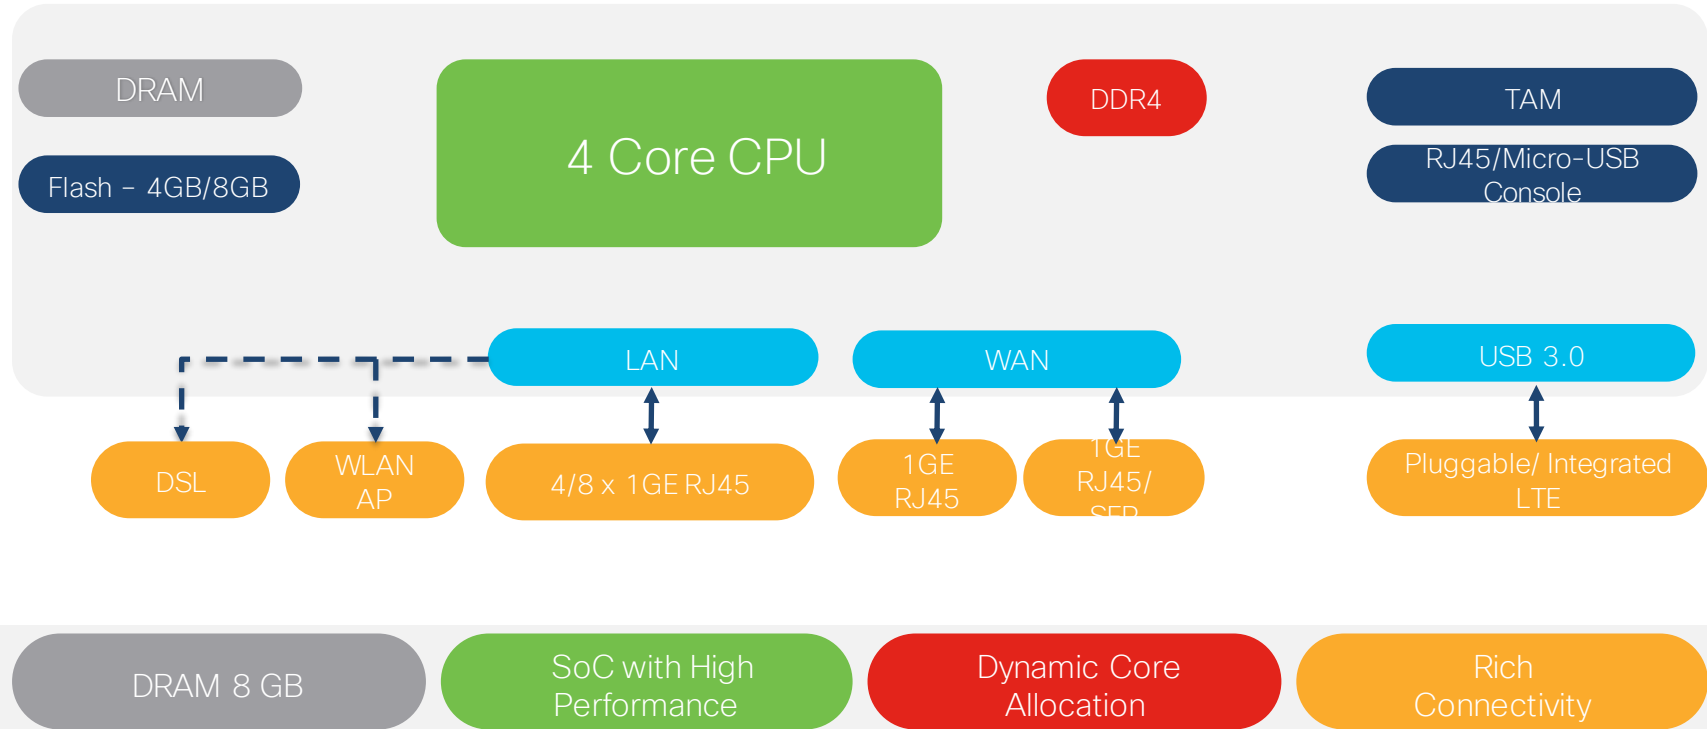 DRAM
4 Core CPU
DDR4
TAM
Flash - 4GB/8GB
RJ45/Micro-USB
Console
LAN
WAN
USB 3.0
DSL
WLAN
AP
4/8 x 1GE RJ45
1GE
RJ45
1GE
RJ45/
SFP
Pluggable/ Integrated
LTE
DRAM 8 GB
SoC with High
Performance
Dynamic Core
Allocation
Rich
Connectivity